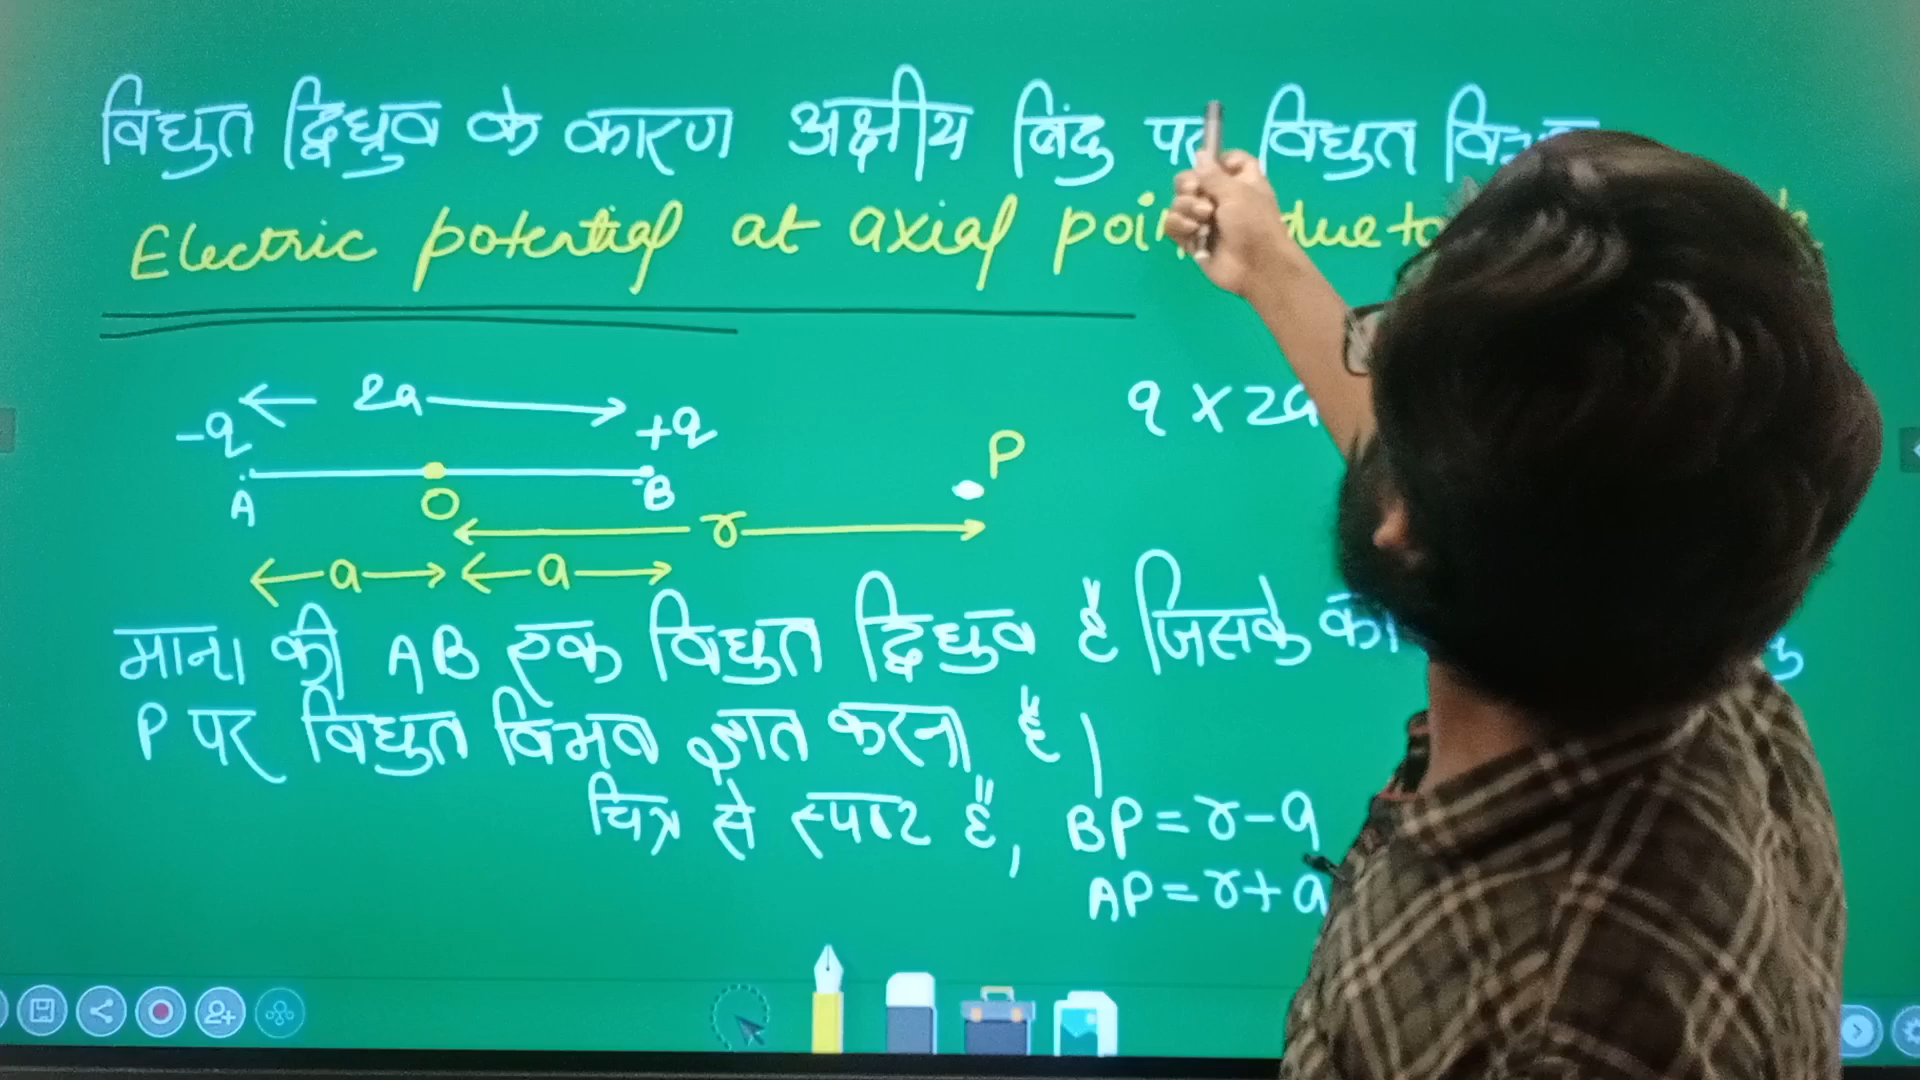 विद्युत द्विध्रुव के कारण अक्षीय बिंदु पर विद्युत
Electric potential at axial point due to
2a
-q
+q
q x 2a
P
A
O
B
r
a
a
माना की AB एक विद्युत द्विध्रुव है जिसके
P पर विद्युत विभव ज्ञात करना है।
चित्र से स्पष्ट है, BP = r-a
AP = r+a